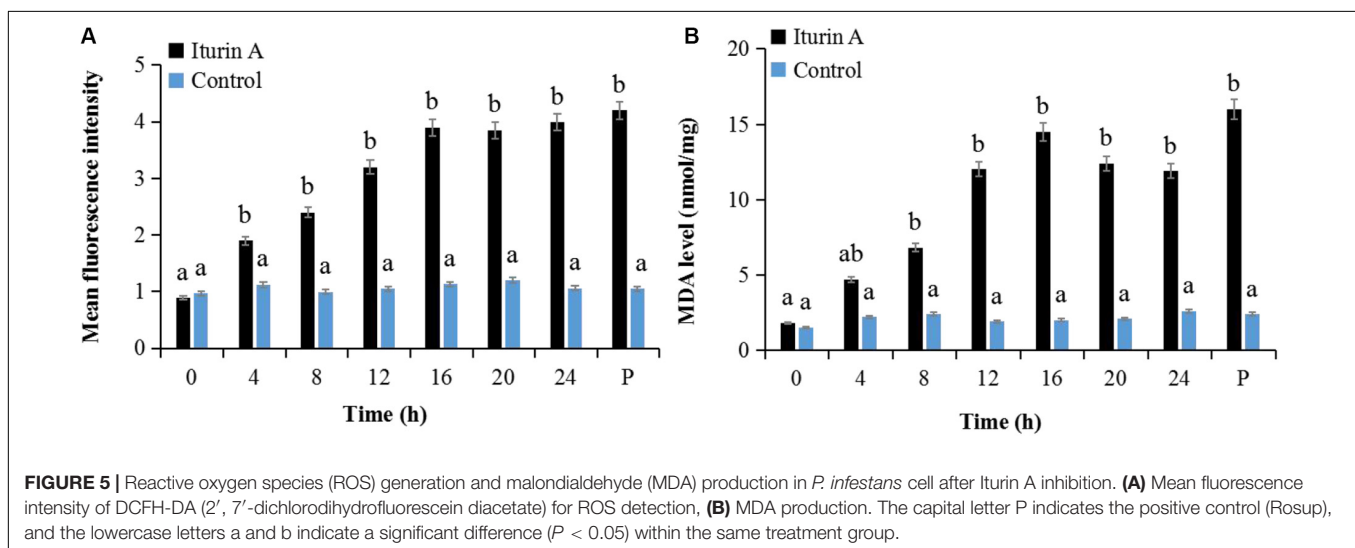 A
Iturin A
Control
Mean fluorescence intensity
5
4
3
2
1
0
a a b a b a b a b a b a b a b a
0 4 8 12 16 20 24 P
Time (h)
B
Iturin A
Control
MDA level (nmol/mg)
20
15
10
5
0
a a ab a b a b a b a b a b a b a
0 4 8 12 16 20 24 P
Time (h)
FIGURE 5 | Reactive oxygen species (ROS) generation and malondialdehyde (MDA) production in P. infestans cell after Iturin A inhibition. (A) Mean fluorescence
intensity of DCFH-DA (2′, 7′-dichlorodihydrofluorescein diacetate) for ROS detection, (B) MDA production. The capital letter P indicates the positive control (Rosup),
and the lowercase letters a and b indicate a significant difference (P < 0.05) within the same treatment group.